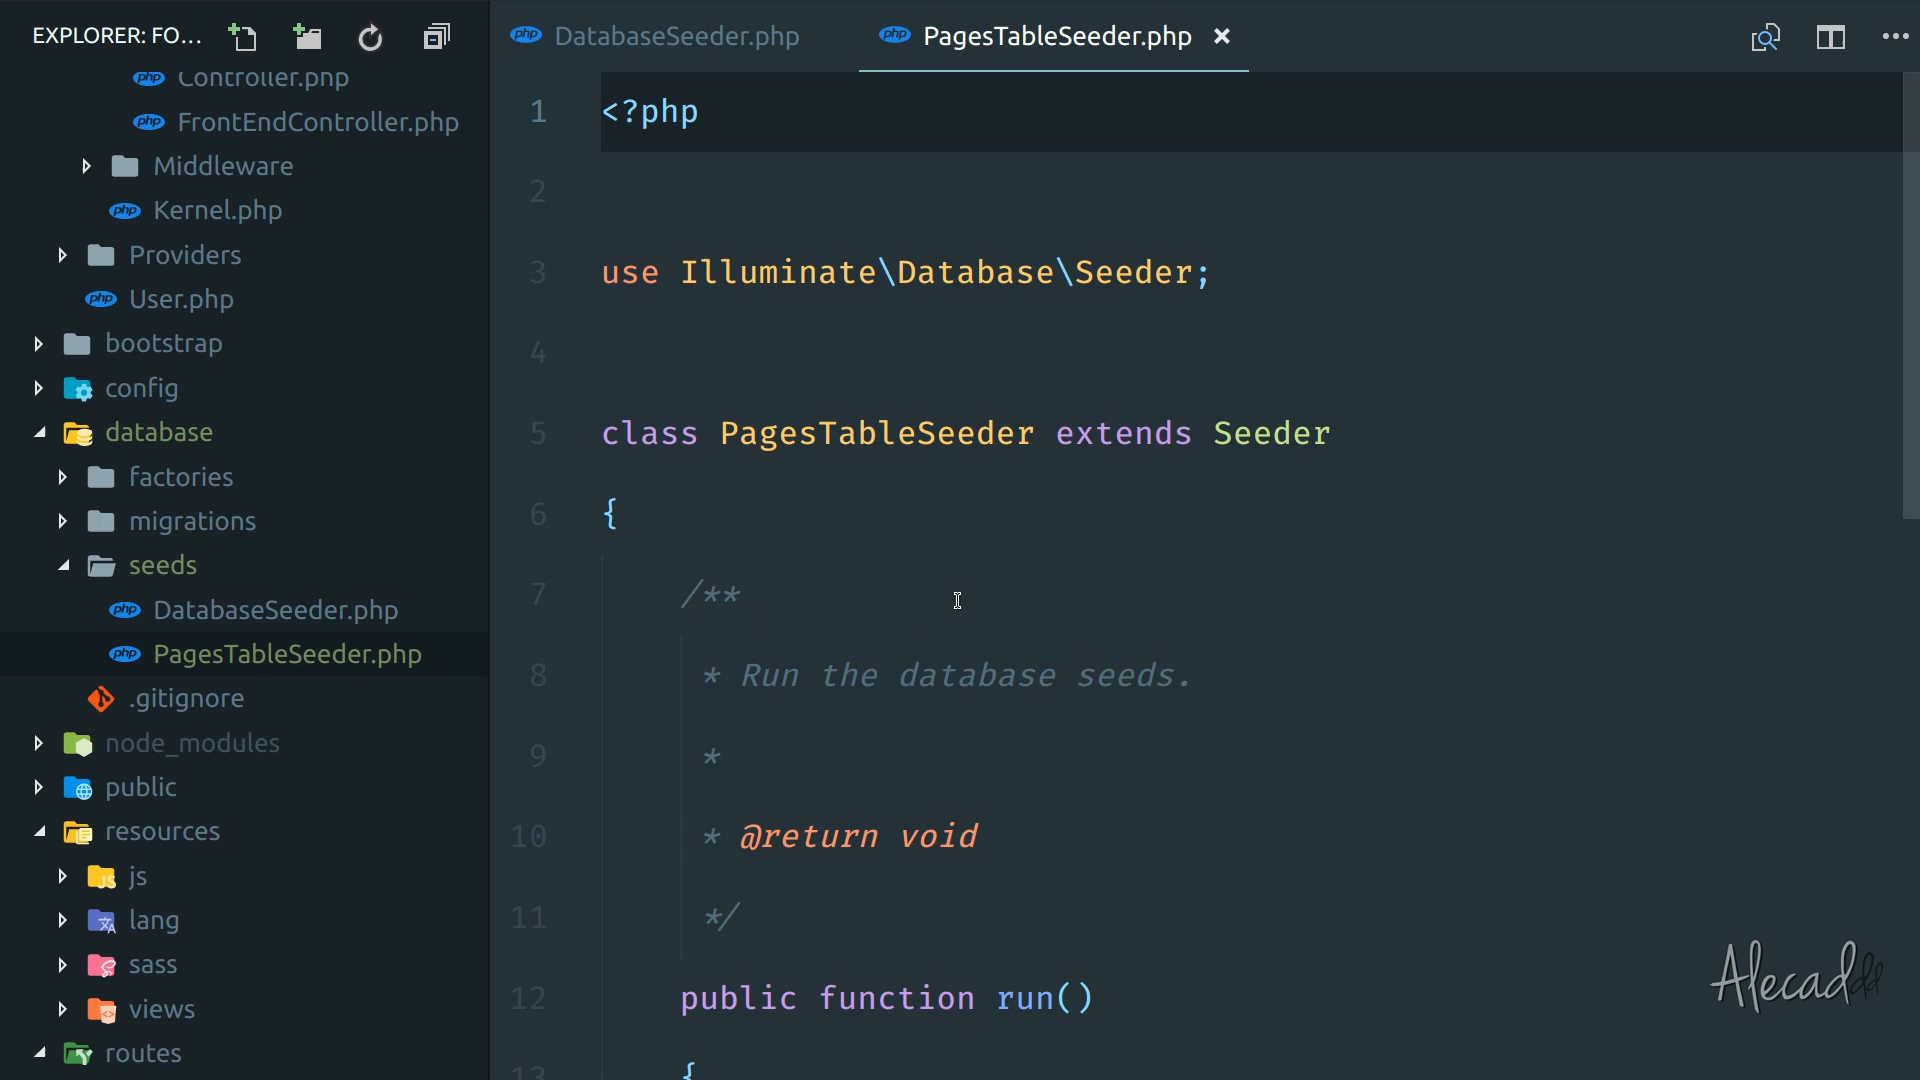 EXPLORER: FO...
Controller.php
FrontEndController.php
Middleware
Kernel.php
Providers
User.php
bootstrap
config
database
factories
migrations
seeds
DatabaseSeeder.php
PagesTableSeeder.php
.gitignore
node_modules
public
resources
js
lang
sass
views
routes
DatabaseSeeder.php
PagesTableSeeder.php
1 <?php
2
3 use Illuminate\Database\Seeder;
4
5 class PagesTableSeeder extends Seeder
6 {
7 /**
8 * Run the database seeds.
9 *
10 * @return void
11 */
12 public function run()
13 {
Alecaddd